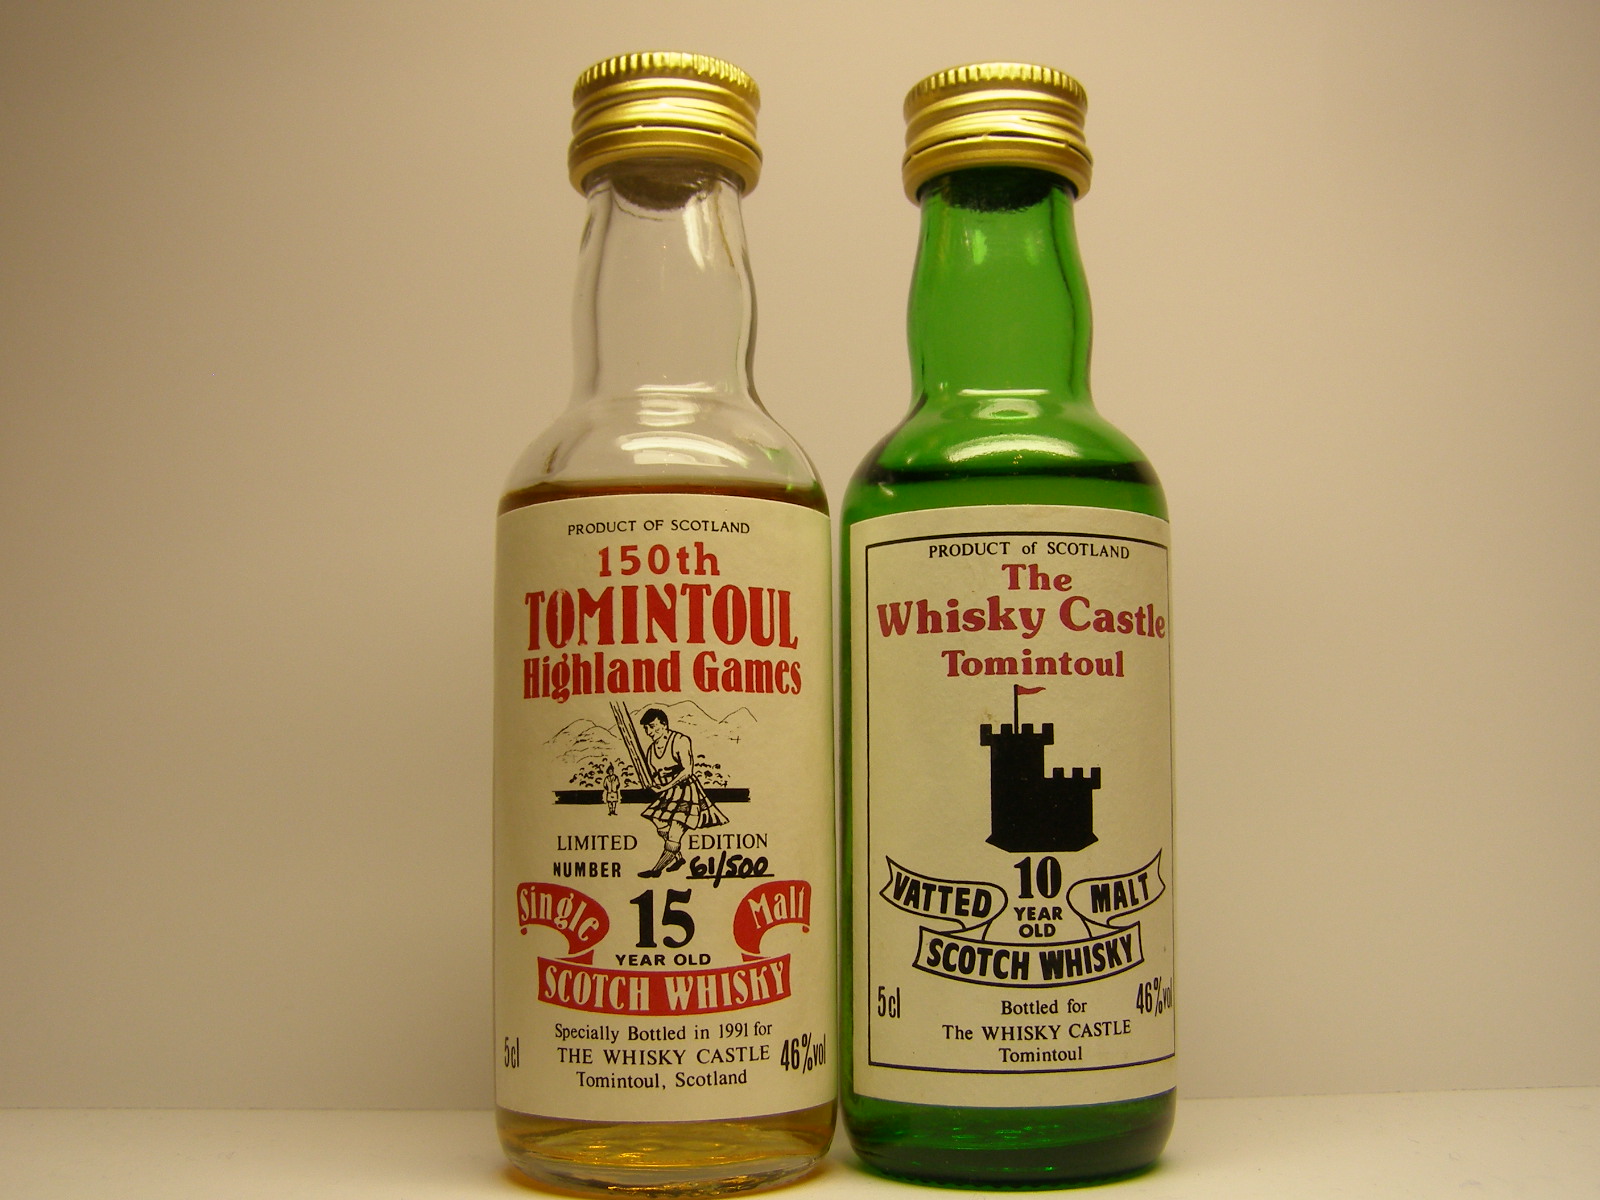 PRODUCT OF SCOTLAND
150th
TOMINTOUL
Highland Games
LIMITED EDITION
NUMBER 61/500
Single 15 Malt
YEAR OLD
SCOTCH WHISKY
Specially Bottled in 1991 for
5cl THE WHISKY CASTLE 46%vol
Tomintoul, Scotland
PRODUCT of SCOTLAND
The
Whisky Castle
Tomintoul
VATTED 10 MALT
YEAR
OLD
SCOTCH WHISKY
5cl Bottled for 46%vol
The WHISKY CASTLE
Tomintoul